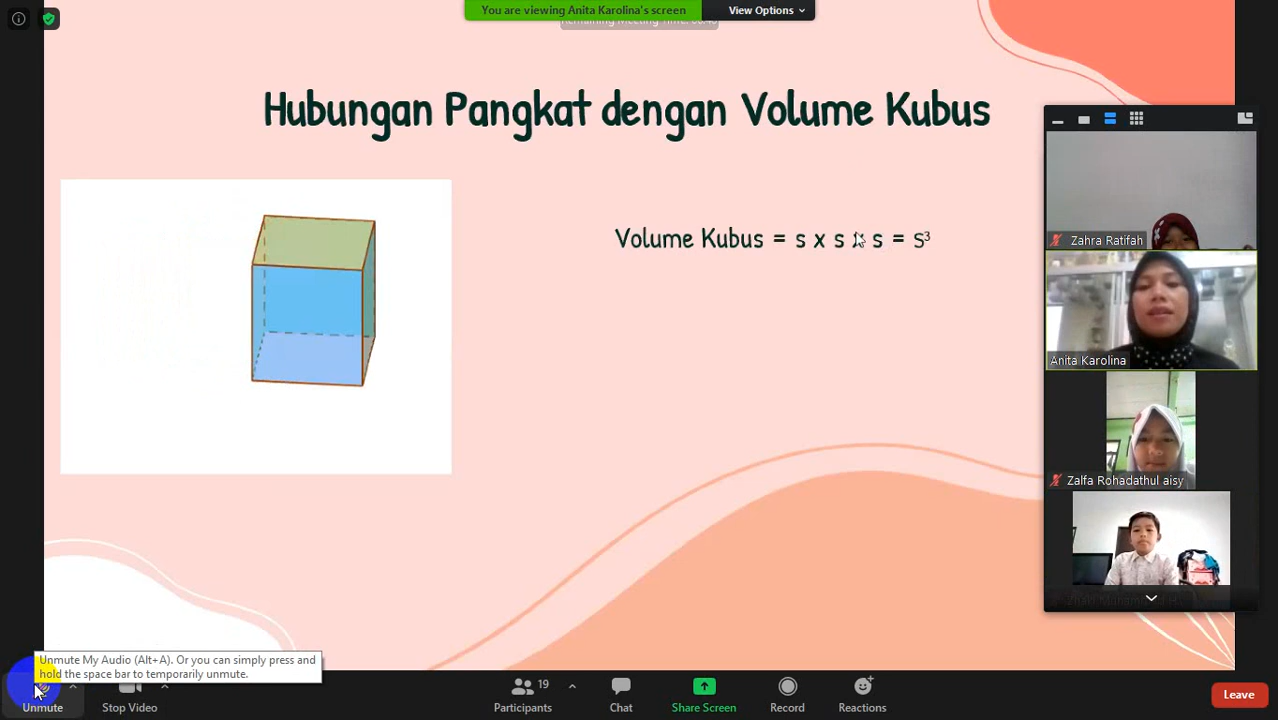 You are viewing Anita Karolina's screen
View Options
Hubungan Pangkat dengan Volume Kubus
Volume Kubus = s x s x s = s³
Zahra Ratifah
Anita Karolina
Zalfa Rohadathul aisy
Unmute My Audio (Alt+A). Or you can simply press and
hold the space bar to temporarily unmute.
Unmute
Stop Video
19
Participants
Chat
Share Screen
Record
Reactions
Leave